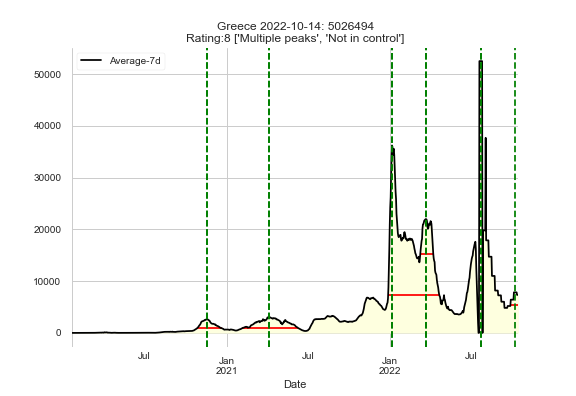 Greece 2022-10-14: 5026494
Rating:8 ['Multiple peaks', 'Not in control']
Average-7d
50000
40000
30000
20000
10000
0
Jul Jan Jul Jan Jul
2021 2022
Date